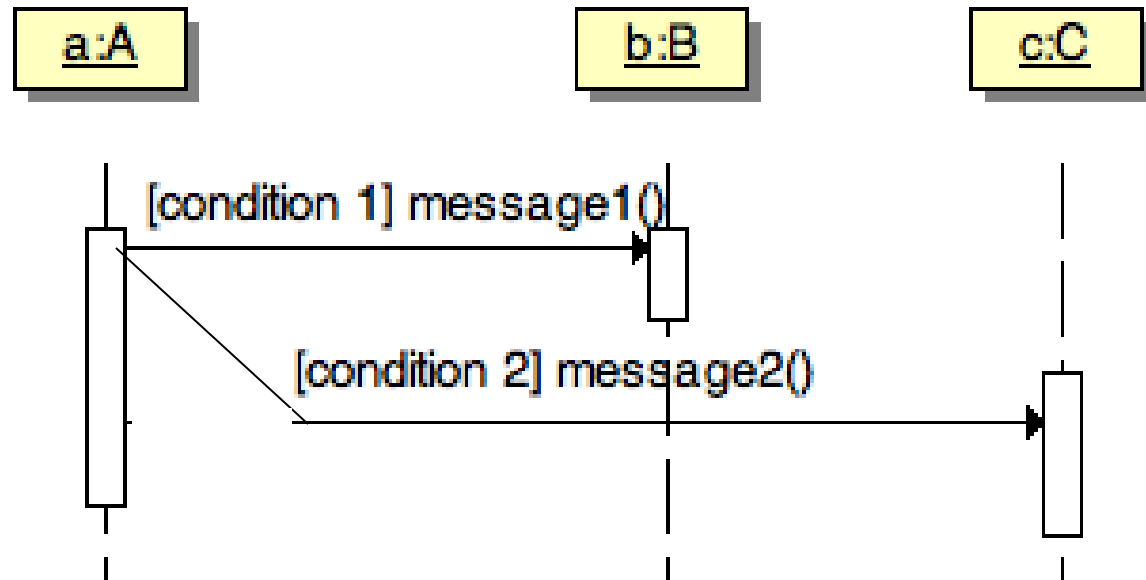 a:A
b:B
c:C
[condition 1] message1()
[condition 2] message2()